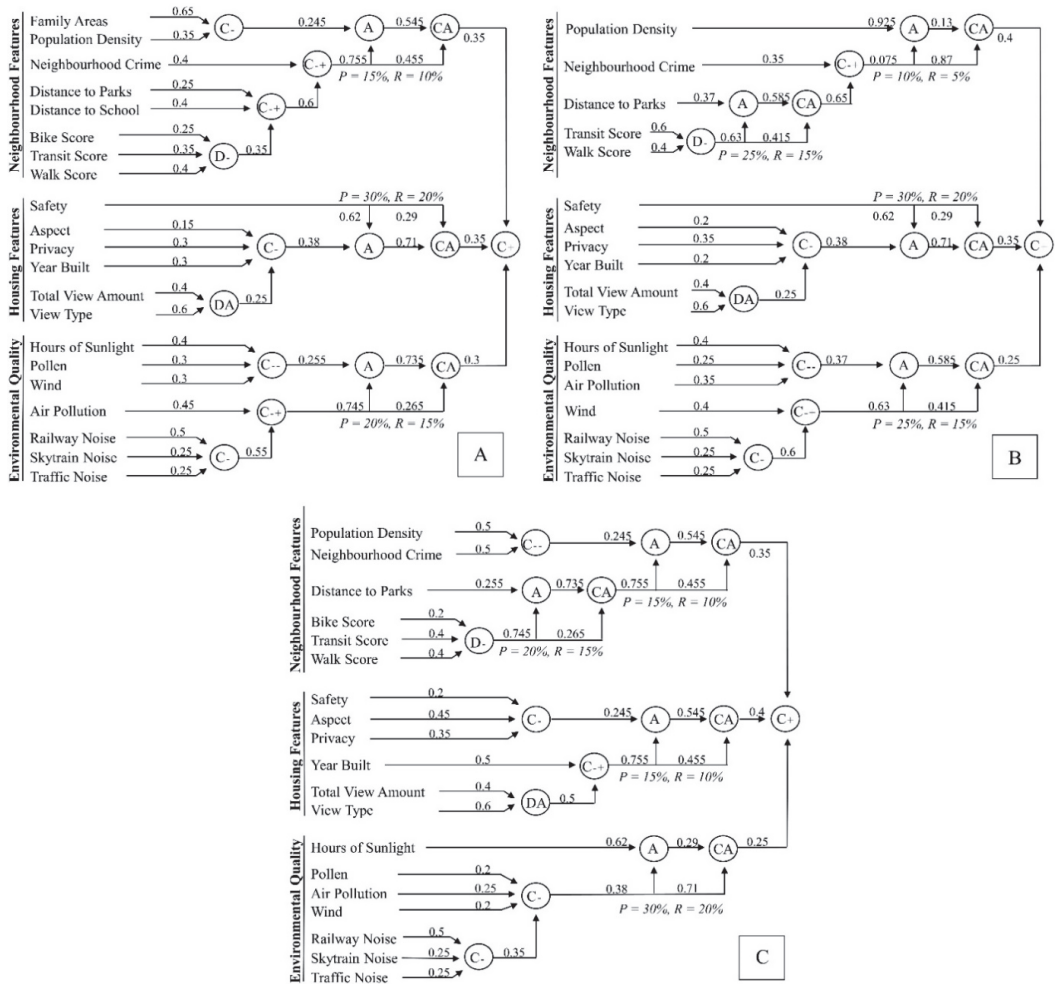 Neighbourhood Features
Family Areas 0.65
Population Density 0.35
C- 0.245 A 0.545 CA 0.35
Neighbourhood Crime 0.4 C-+ 0.755 0.455
P = 15%, R = 10%
Distance to Parks 0.25
Distance to School 0.4 C-+ 0.6
Bike Score 0.25
Transit Score 0.35 D- 0.35
Walk Score 0.4
Housing Features
P = 30%, R = 20%
Safety 0.62 0.29
Aspect 0.15
Privacy 0.3 C- 0.38 A 0.71 CA 0.35 C+
Year Built 0.3
Total View Amount 0.4 DA 0.25
View Type 0.6
Environmental Quality
Hours of Sunlight 0.4
Pollen 0.3 C-- 0.255 A 0.735 CA 0.3
Wind 0.3
Air Pollution 0.45 C-+ 0.745 0.265
P = 20%, R = 15%
Railway Noise 0.5
Skytrain Noise 0.25 C- 0.55
Traffic Noise 0.25
A
Neighbourhood Features
Population Density 0.925 A 0.13 CA 0.4
Neighbourhood Crime 0.35 0.075 0.87
P = 10%, R = 5%
Distance to Parks 0.37 A 0.585 CA 0.65
Transit Score 0.6 D- 0.63 0.415
Walk Score 0.4
P = 25%, R = 15%
Housing Features
P = 30%, R = 20%
Safety 0.62 0.29
Aspect 0.2
Privacy 0.35 C- 0.38 A 0.71 CA 0.35
Year Built 0.2
Total View Amount 0.4 DA 0.25
View Type 0.6
Environmental Quality
Hours of Sunlight 0.4
Pollen 0.25 C-- 0.37 A 0.585 CA 0.25
Air Pollution 0.35
Wind 0.4 0.63 0.415
P = 25%, R = 15%
Railway Noise 0.5
Skytrain Noise 0.25 C- 0.6
Traffic Noise 0.25
B
Neighbourhood Features
Population Density 0.5 C-- 0.245 A 0.545 CA 0.35
Neighbourhood Crime 0.5
Distance to Parks 0.255 A 0.735 CA 0.755 0.455
P = 15%, R = 10%
Bike Score 0.2
Transit Score 0.4 D- 0.745 0.265
Walk Score 0.4 P = 20%, R = 15%
Housing Features
Safety 0.2
Aspect 0.45 C- 0.245 A 0.545 CA 0.4 C+
Privacy 0.35
Year Built 0.5 C-+ 0.755 0.455
P = 15%, R = 10%
Total View Amount 0.4 DA 0.5
View Type 0.6
Environmental Quality
Hours of Sunlight 0.62 A 0.29 CA 0.25
Pollen 0.2
Air Pollution 0.25 C- 0.38 0.71
Wind 0.2 P = 30%, R = 20%
Railway Noise 0.5
Skytrain Noise 0.25 C- 0.35
Traffic Noise 0.25
C